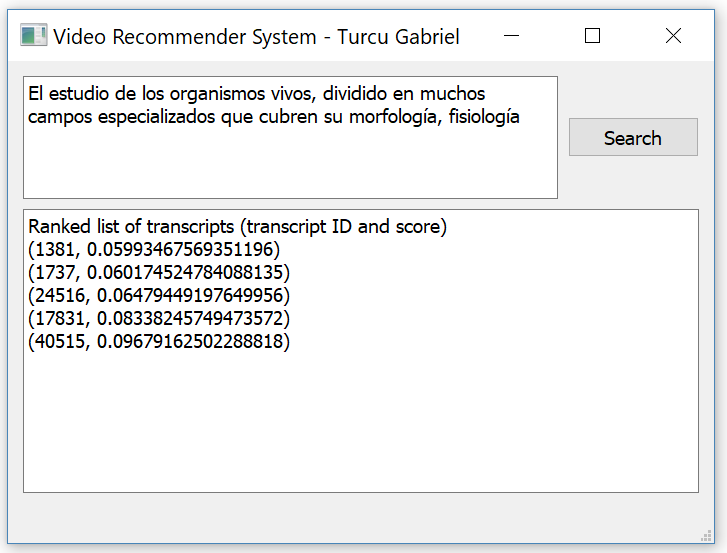 Video Recommender System - Turcu Gabriel
El estudio de los organismos vivos, dividido en muchos
campos especializados que cubren su morfología, fisiología
Search
Ranked list of transcripts (transcript ID and score)
(1381, 0.05993467569351196)
(1737, 0.060174524784088135)
(24516, 0.06479449197649956)
(17831, 0.08338245749473572)
(40515, 0.09679162502288818)